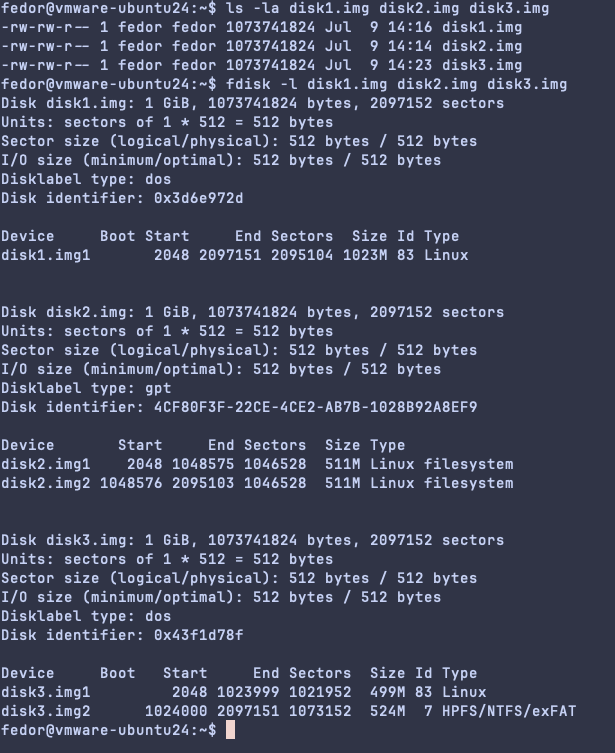 fedor@vmware-ubuntu24:~$ ls -la disk1.img disk2.img disk3.img
-rw-rw-r-- 1 fedor fedor 1073741824 Jul  9 14:16 disk1.img
-rw-rw-r-- 1 fedor fedor 1073741824 Jul  9 14:14 disk2.img
-rw-rw-r-- 1 fedor fedor 1073741824 Jul  9 14:23 disk3.img
fedor@vmware-ubuntu24:~$ fdisk -l disk1.img disk2.img disk3.img
Disk disk1.img: 1 GiB, 1073741824 bytes, 2097152 sectors
Units: sectors of 1 * 512 = 512 bytes
Sector size (logical/physical): 512 bytes / 512 bytes
I/O size (minimum/optimal): 512 bytes / 512 bytes
Disklabel type: dos
Disk identifier: 0x3d6e972d
Device     Boot Start     End Sectors  Size Id Type
disk1.img1       2048 2097151 2095104 1023M 83 Linux
Disk disk2.img: 1 GiB, 1073741824 bytes, 2097152 sectors
Units: sectors of 1 * 512 = 512 bytes
Sector size (logical/physical): 512 bytes / 512 bytes
I/O size (minimum/optimal): 512 bytes / 512 bytes
Disklabel type: gpt
Disk identifier: 4CF80F3F-22CE-4CE2-AB7B-1028B92A8EF9
Device       Start     End Sectors  Size Type
disk2.img1    2048 1048575 1046528  511M Linux filesystem
disk2.img2 1048576 2095103 1046528  511M Linux filesystem
Disk disk3.img: 1 GiB, 1073741824 bytes, 2097152 sectors
Units: sectors of 1 * 512 = 512 bytes
Sector size (logical/physical): 512 bytes / 512 bytes
I/O size (minimum/optimal): 512 bytes / 512 bytes
Disklabel type: dos
Disk identifier: 0x43f1d78f
Device     Boot   Start     End Sectors  Size Id Type
disk3.img1         2048 1023999 1021952  499M 83 Linux
disk3.img2      1024000 2097151 1073152  524M  7 HPFS/NTFS/exFAT
fedor@vmware-ubuntu24:~$